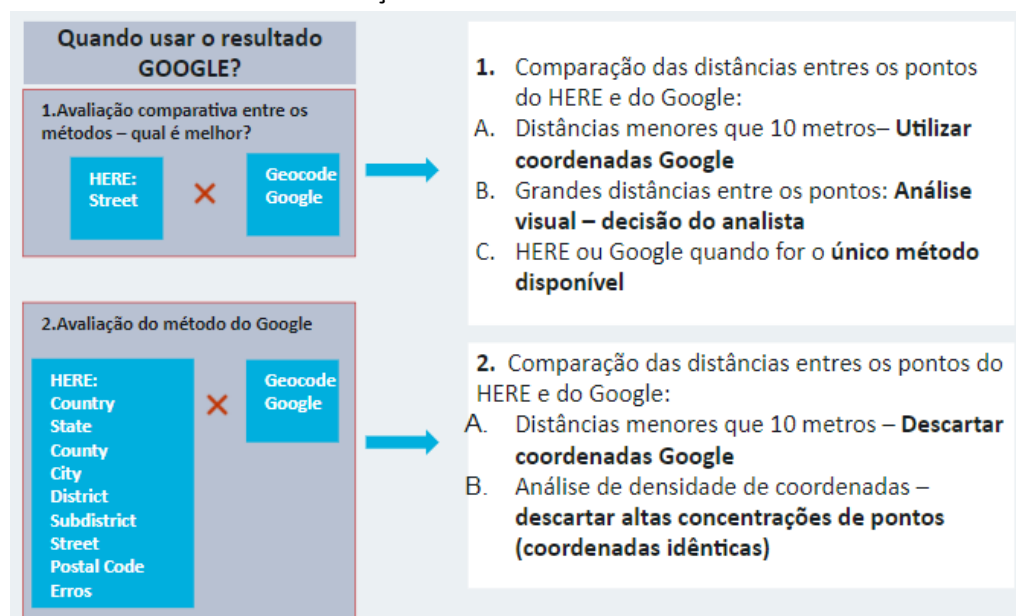 Quando usar o resultado
GOOGLE?
1.Avaliação comparativa entre os
métodos – qual é melhor?
HERE:
Street
Geocode
Google
1. Comparação das distâncias entres os pontos
do HERE e do Google:
A. Distâncias menores que 10 metros– Utilizar
coordenadas Google
B. Grandes distâncias entre os pontos: Análise
visual – decisão do analista
C. HERE ou Google quando for o único método
disponível
2.Avaliação do método do Google
HERE:
Country
State
County
City
District
Subdistrict
Street
Postal Code
Erros
Geocode
Google
2. Comparação das distâncias entres os pontos do
HERE e do Google:
A. Distâncias menores que 10 metros – Descartar
coordenadas Google
B. Análise de densidade de coordenadas –
descartar altas concentrações de pontos
(coordenadas idênticas)